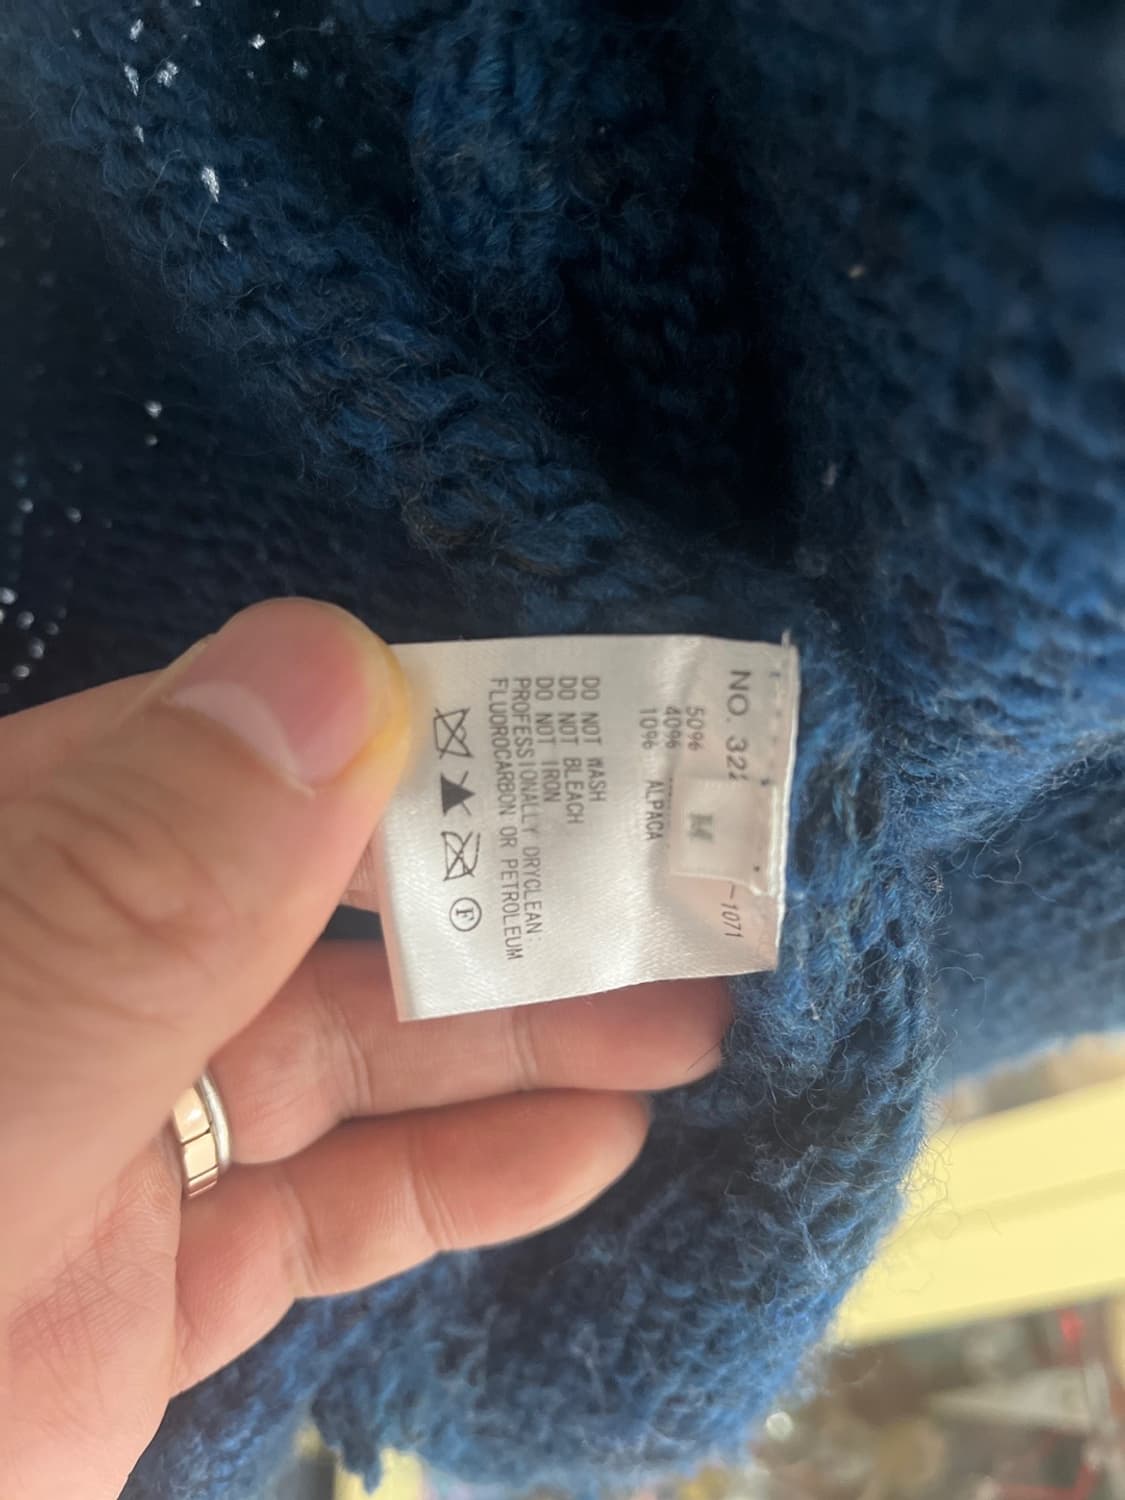 NO. 32
-1071
M
50%
40%
10% ALPACA
DO NOT WASH
DO NOT BLEACH
DO NOT IRON
PROFESSIONALLY DRYCLEAN:
FLUOROCARBON OR PETROLEUM
F